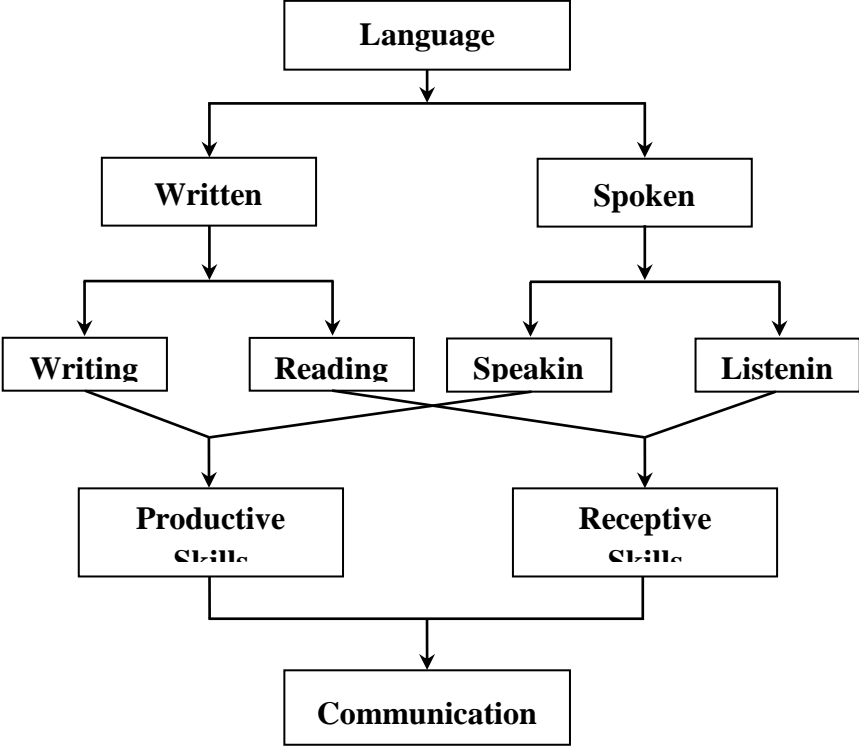 Language
Written
Spoken
Writing
Reading
Speakin
Listenin
Productive
Skills
Receptive
Skills
Communication